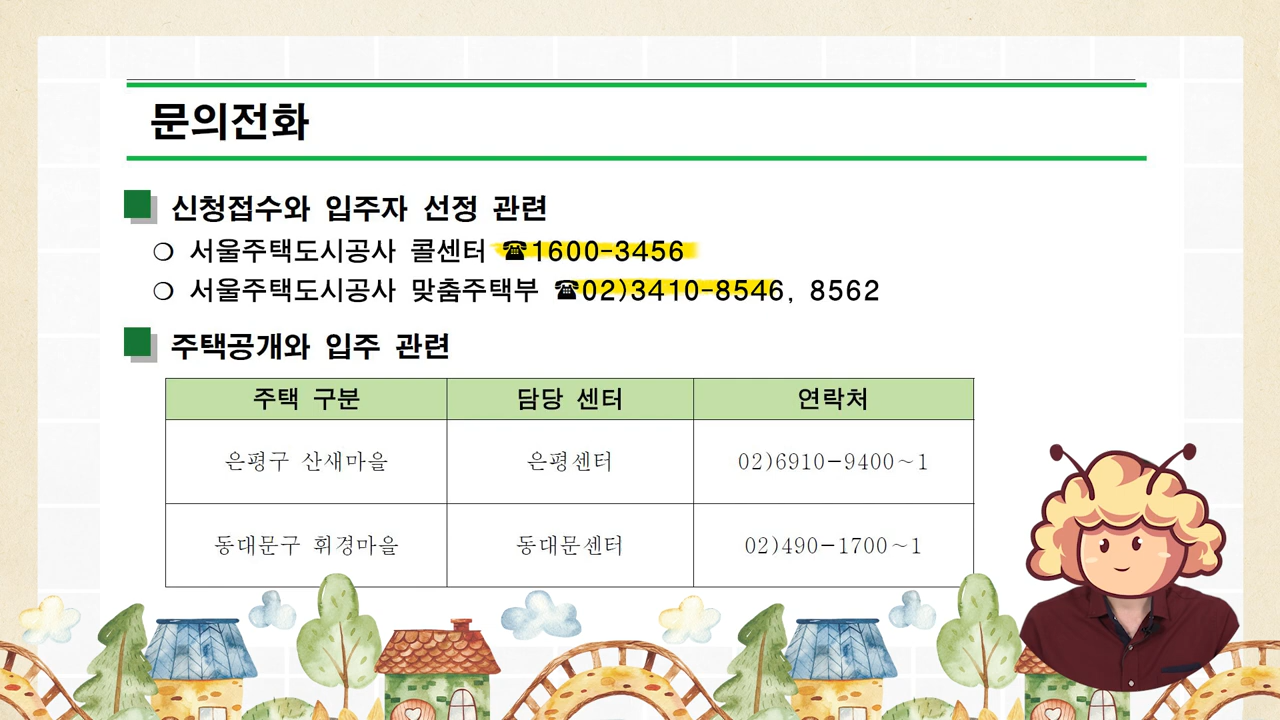 문의전화
신청접수와 입주자 선정 관련
❍ 서울주택도시공사 콜센터 ☎1600-3456
❍ 서울주택도시공사 맞춤주택부 ☎02)3410-8546, 8562
주택공개와 입주 관련
주택 구분 담당 센터 연락처
은평구 산새마을 은평센터 02)6910-9400~1
동대문구 휘경마을 동대문센터 02)490-1700~1